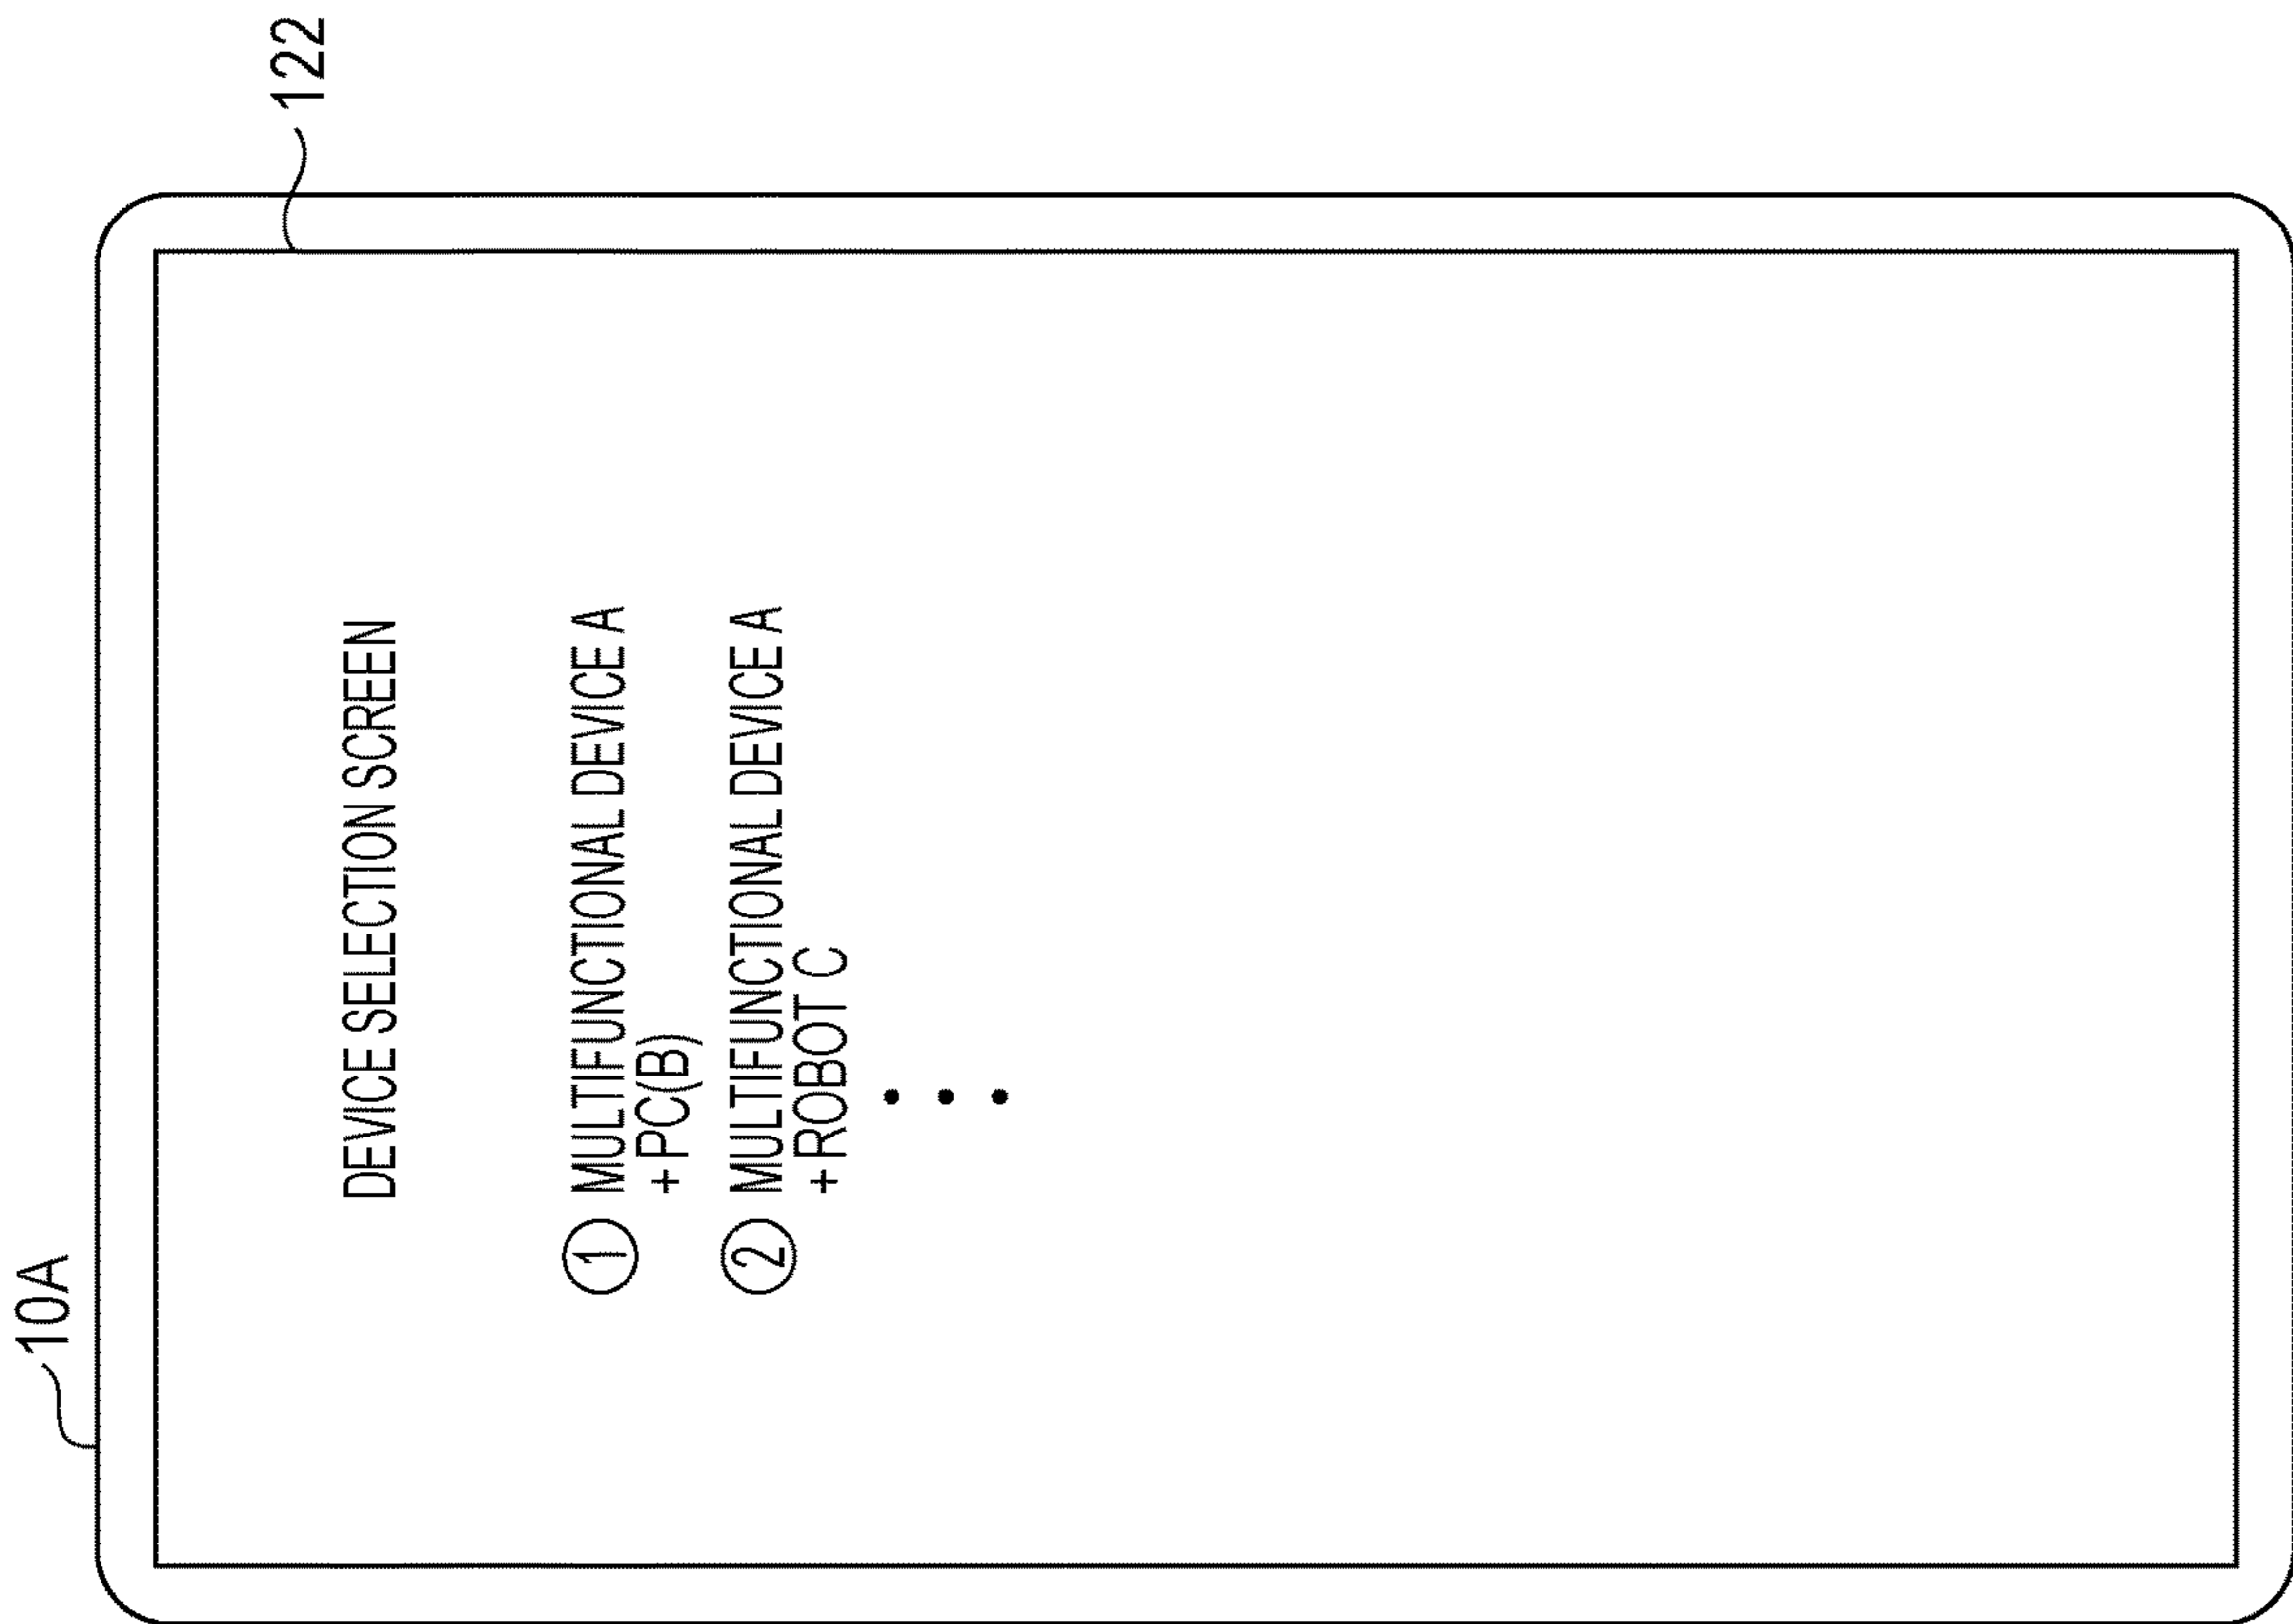 10A
122
DEVICE SELECTION SCREEN
① MULTIFUNCTIONAL DEVICE A
+PC(B)
② MULTIFUNCTIONAL DEVICE A
+ROBOT C